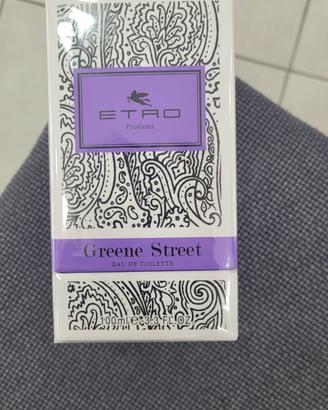 ETRO
Profumi
Greene Street
EAU DE TOILETTE
100ml e 3.3 FL.OZ.